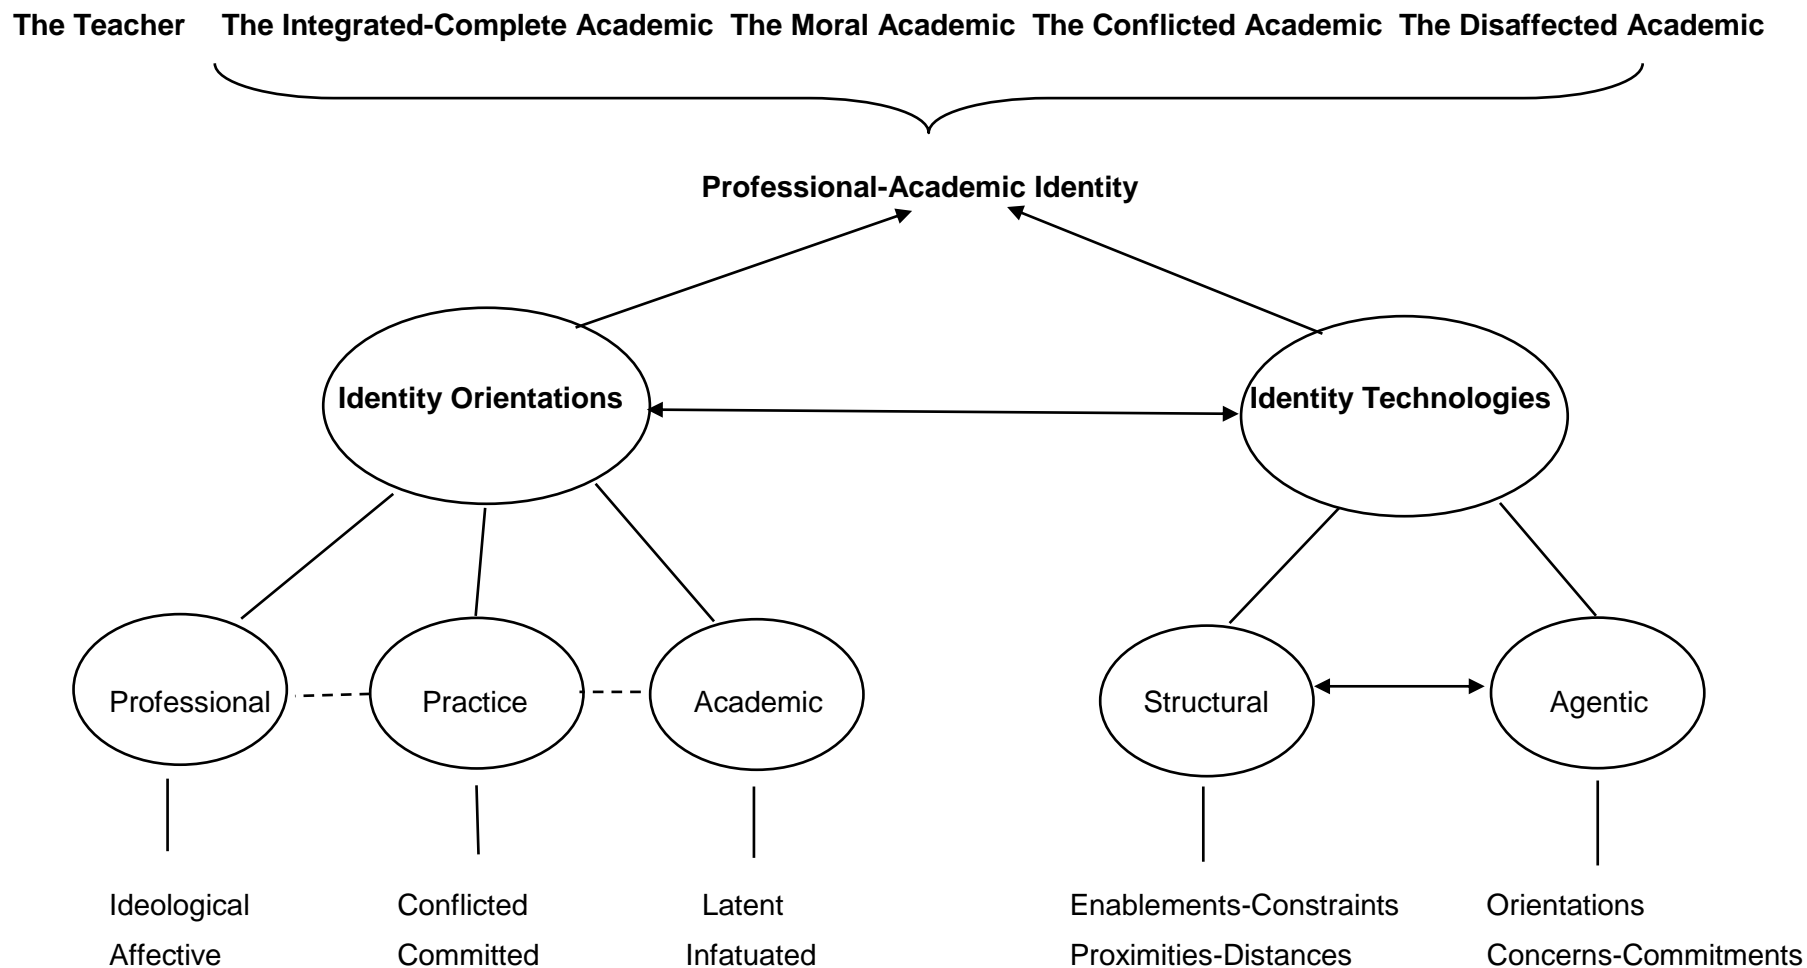 The Teacher The Integrated-Complete Academic The Moral Academic The Conflicted Academic The Disaffected Academic
Professional-Academic Identity
Identity Orientations Identity Technologies
Professional Practice Academic Structural Agentic
Ideological Conflicted Latent Enablements-Constraints Orientations
Affective Committed Infatuated Proximities-Distances Concerns-Commitments